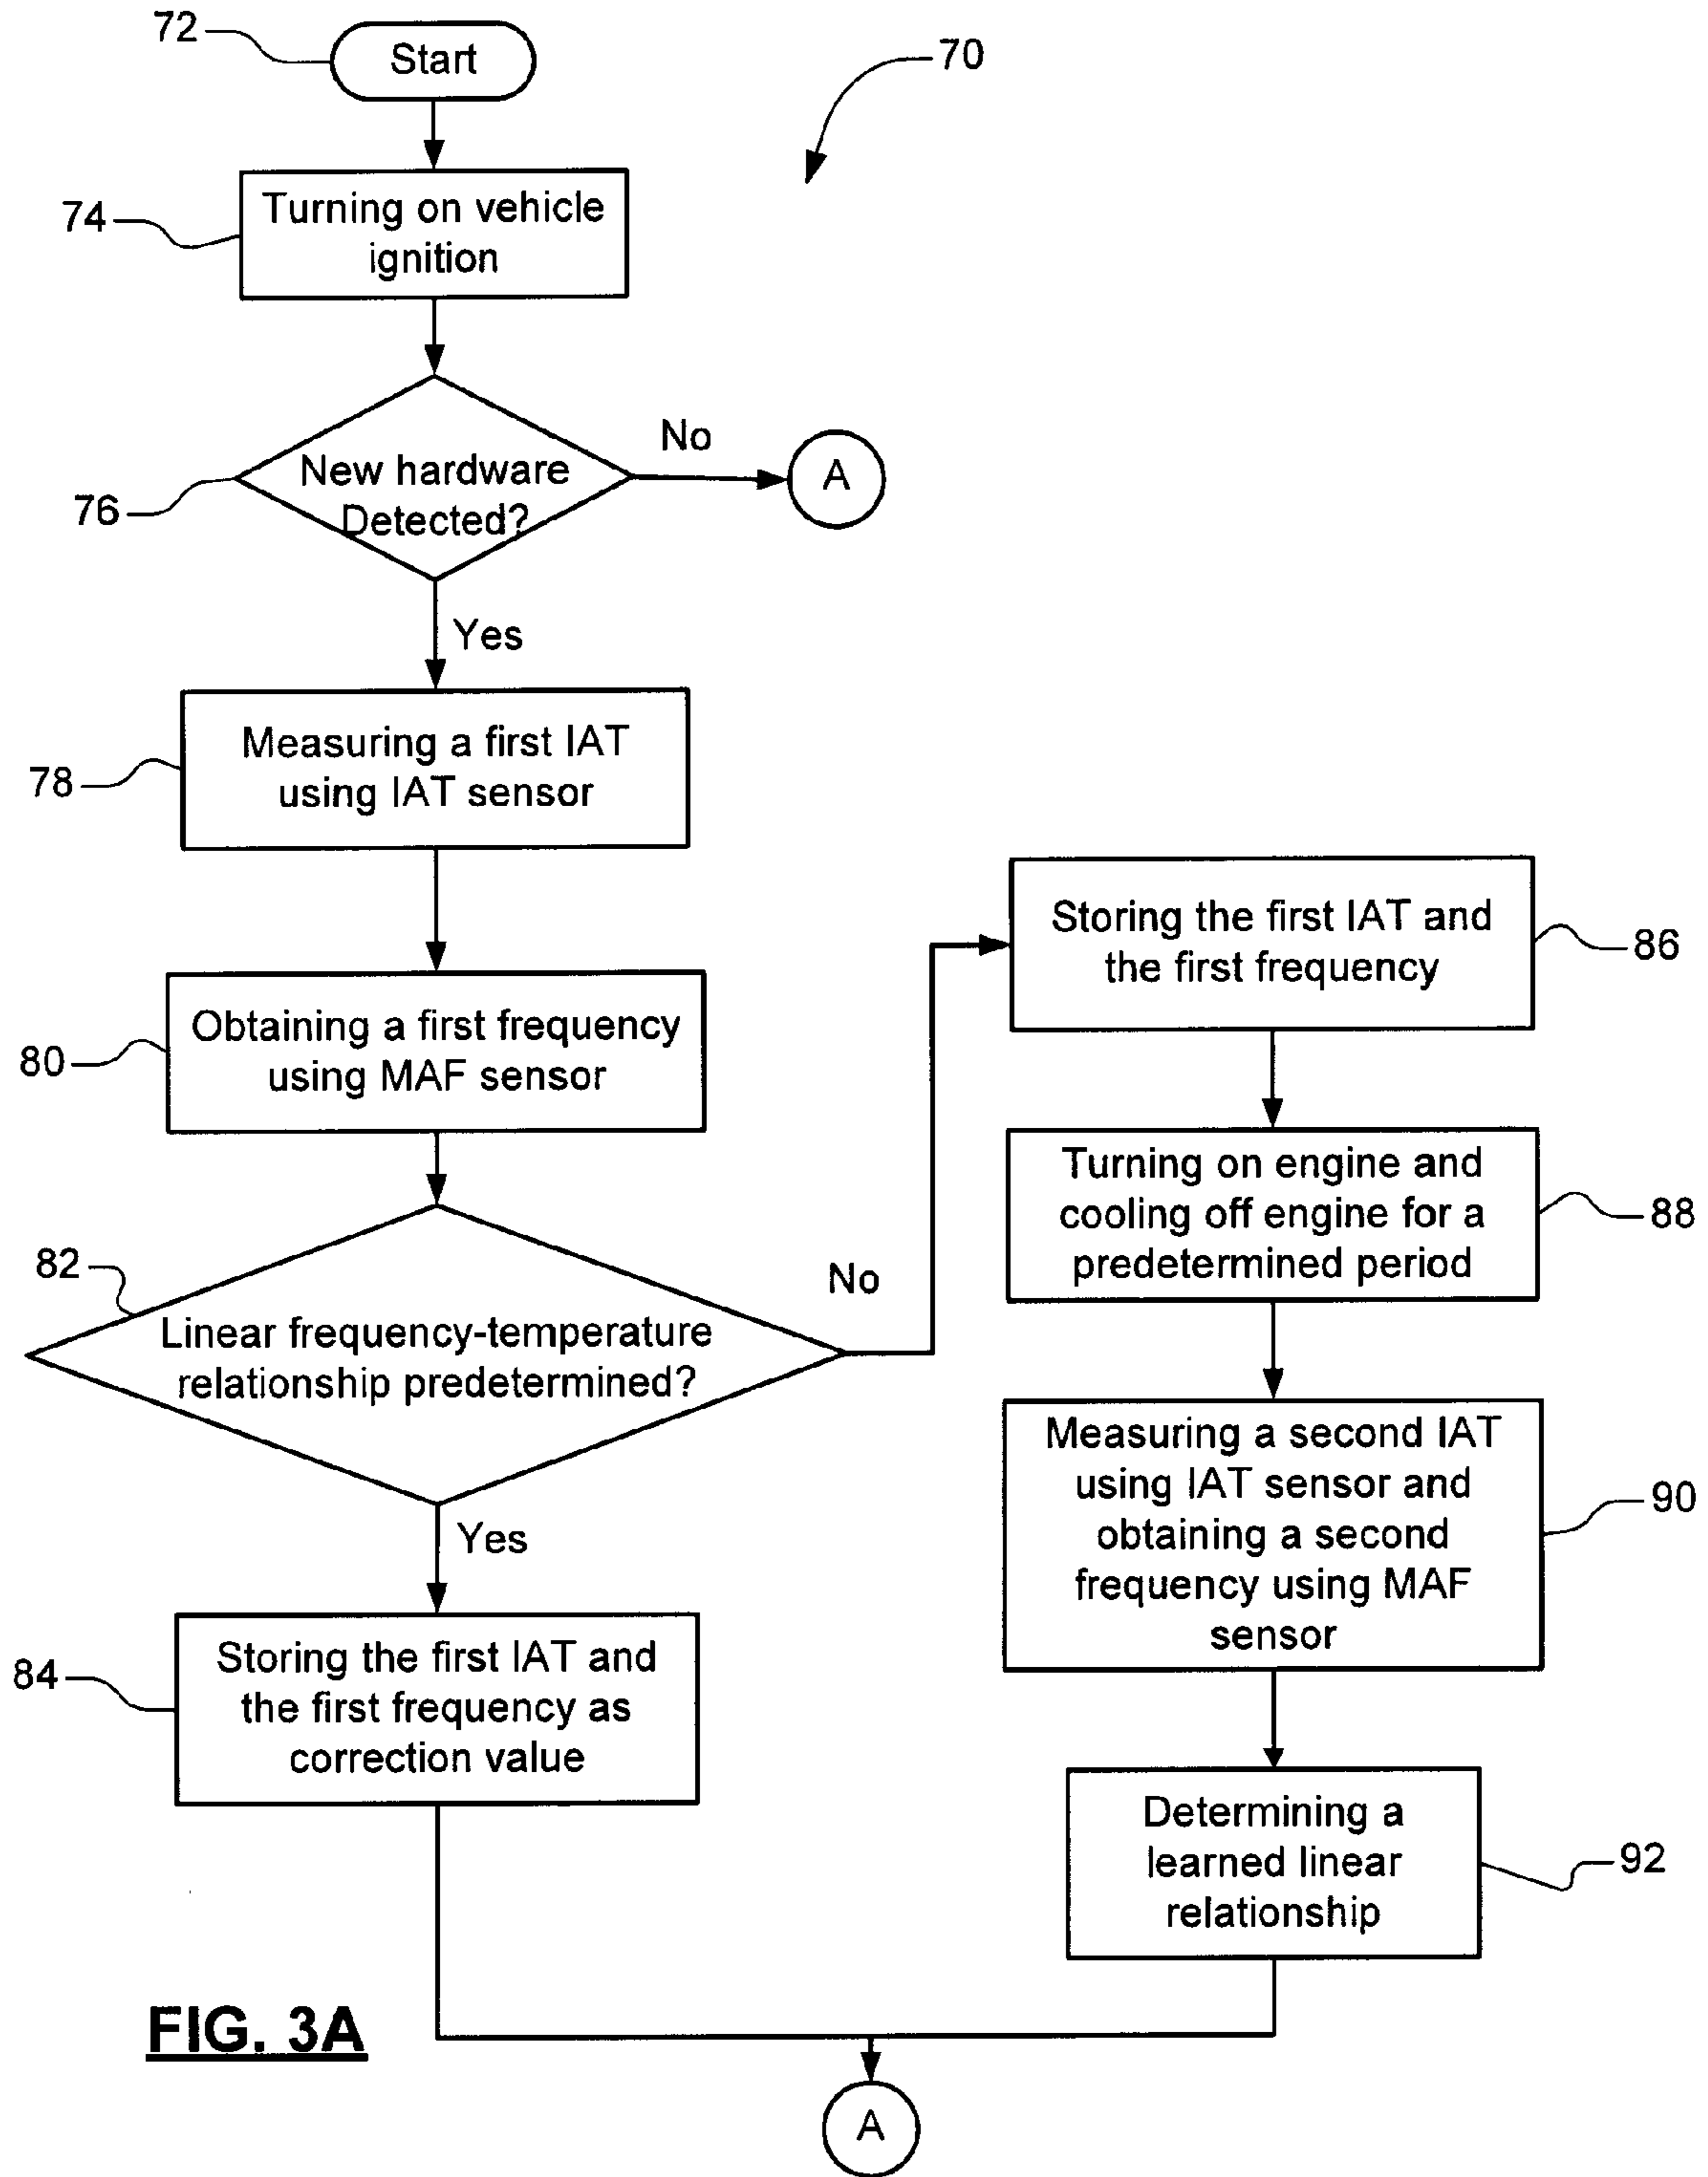 72
Start
70
74
Turning on vehicle
ignition
No
76
New hardware
Detected?
A
Yes
78
Measuring a first IAT
using IAT sensor
80
Obtaining a first frequency
using MAF sensor
82
Linear frequency-temperature
relationship predetermined?
No
Yes
84
Storing the first IAT and
the first frequency as
correction value
Storing the first IAT and
the first frequency
86
Turning on engine and
cooling off engine for a
predetermined period
88
Measuring a second IAT
using IAT sensor and
obtaining a second
frequency using MAF
sensor
90
Determining a
learned linear
relationship
92
FIG. 3A
A